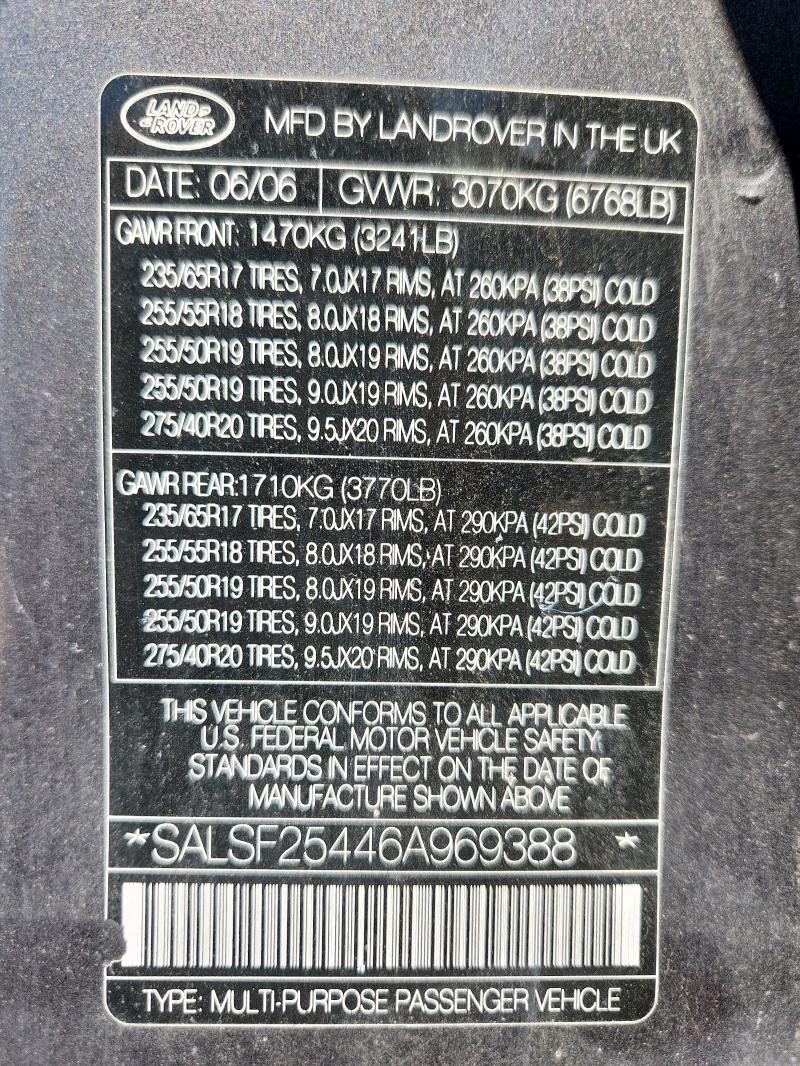 LAND
ROVER
MFD BY LANDROVER IN THE UK
DATE: 06/06 GVWR: 3070KG (6768LB)
GAWR FRONT: 1470KG (3241LB)
235/65R17 TIRES, 7.0JX17 RIMS, AT 260KPA (38PSI) COLD
255/55R18 TIRES, 8.0JX18 RIMS, AT 260KPA (38PSI) COLD
255/50R19 TIRES, 8.0JX19 RIMS, AT 260KPA (38PSI) COLD
255/50R19 TIRES, 9.0JX19 RIMS, AT 260KPA (38PSI) COLD
275/40R20 TIRES, 9.5JX20 RIMS, AT 260KPA (38PSI) COLD
GAWR REAR:1710KG (3770LB)
235/65R17 TIRES, 7.0JX17 RIMS, AT 290KPA (42PSI) COLD
255/55R18 TIRES, 8.0JX18 RIMS, AT 290KPA (42PSI) COLD
255/50R19 TIRES, 8.0JX19 RIMS, AT 290KPA (42PSI) COLD
255/50R19 TIRES, 9.0JX19 RIMS, AT 290KPA (42PSI) COLD
275/40R20 TIRES, 9.5JX20 RIMS, AT 290KPA (42PSI) COLD
THIS VEHICLE CONFORMS TO ALL APPLICABLE
U.S. FEDERAL MOTOR VEHICLE SAFETY
STANDARDS IN EFFECT ON THE DATE OF
MANUFACTURE SHOWN ABOVE
*SALSF25446A969388 *
TYPE: MULTI-PURPOSE PASSENGER VEHICLE